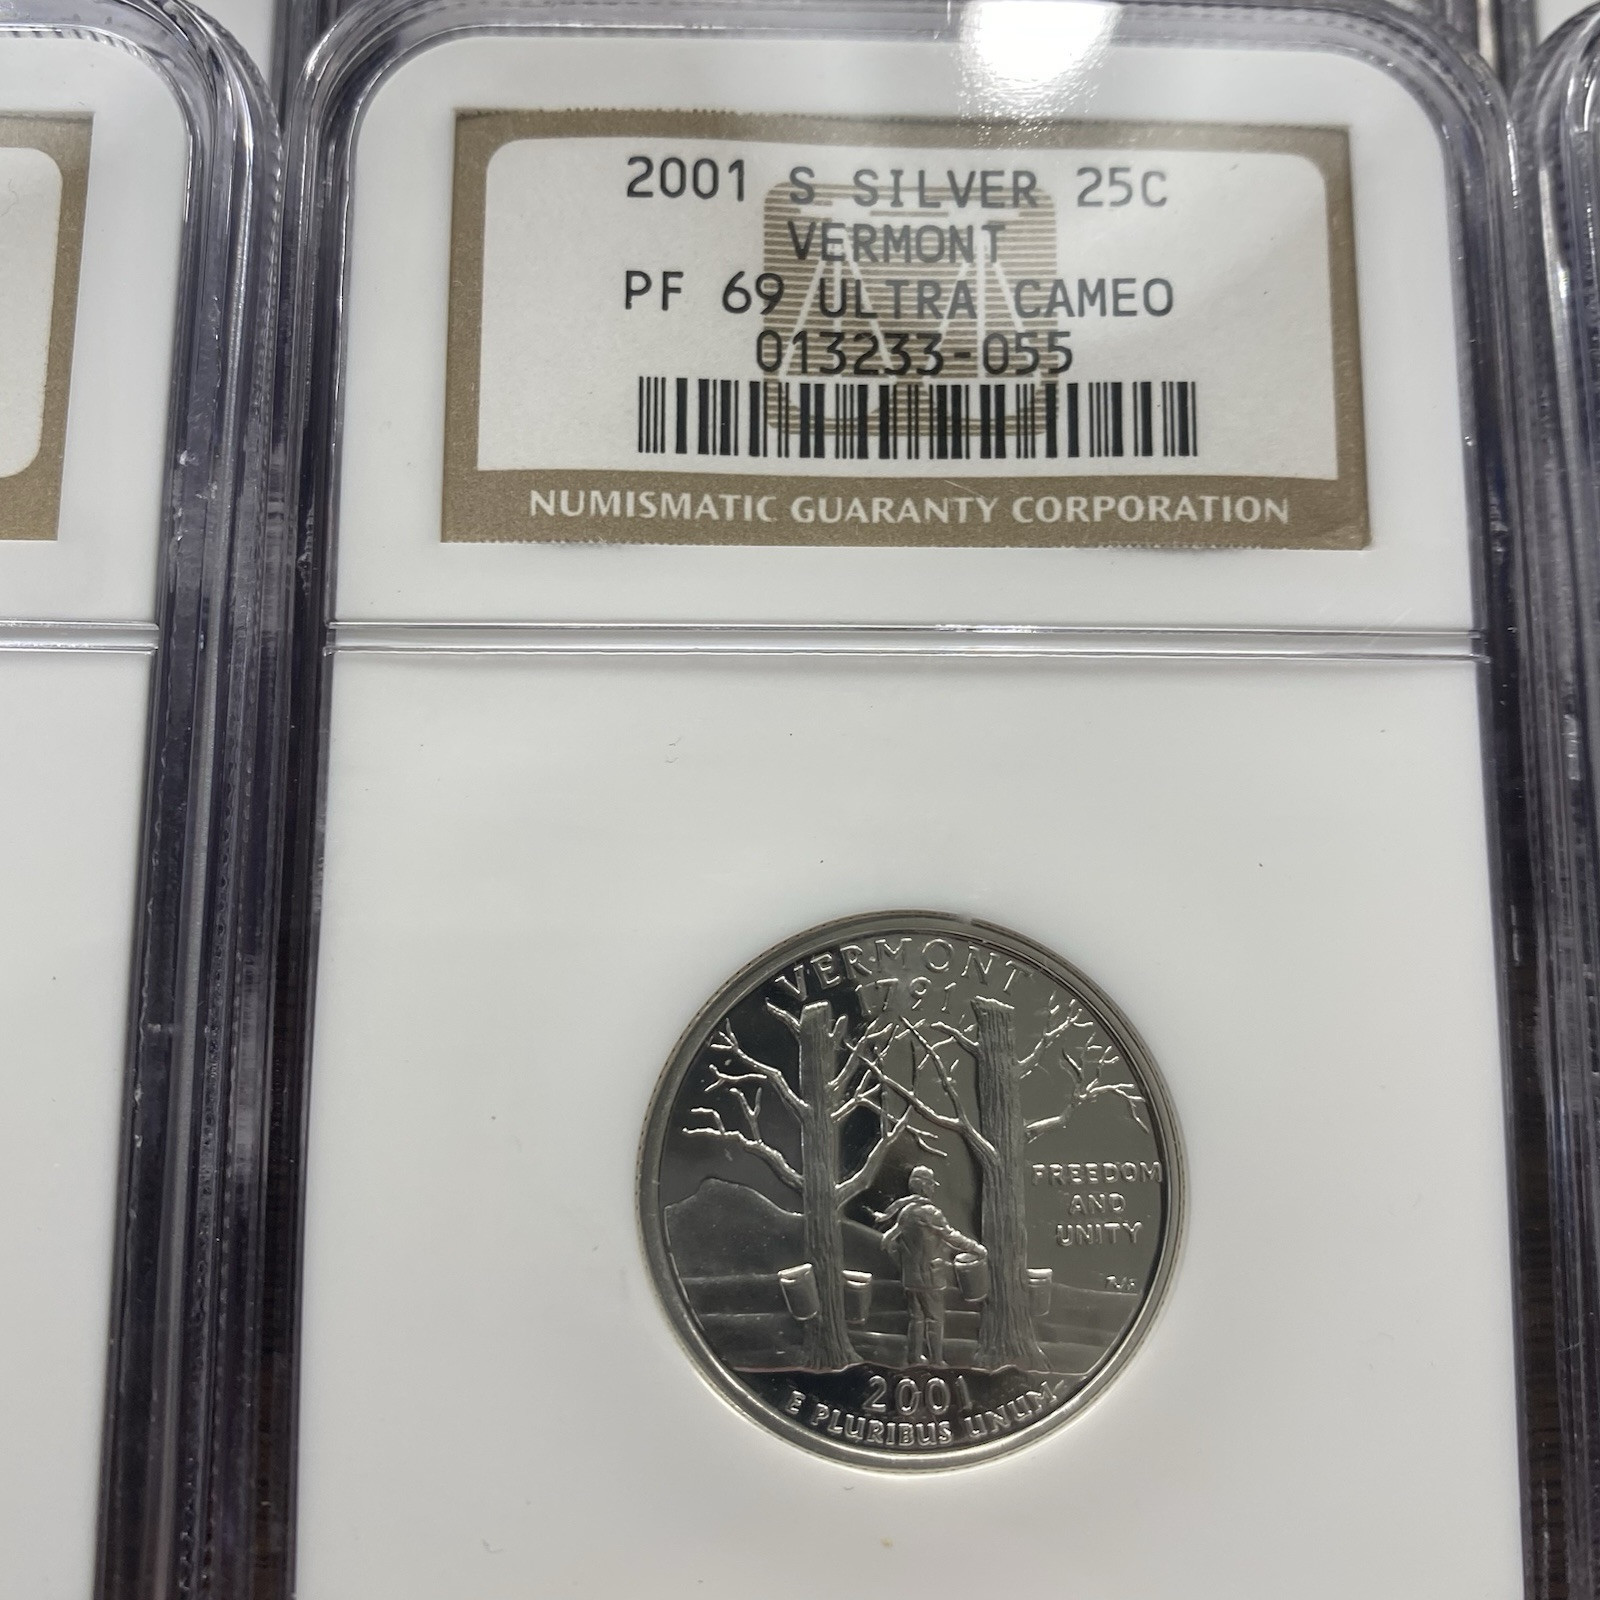 2001 S SILVER 25C
VERMONT
PF 69 ULTRA CAMEO
013233-055
NUMISMATIC GUARANTY CORPORATION
VERMONT
1791
FREEDOM
AND
UNITY
2001
E PLURIBUS UNUM